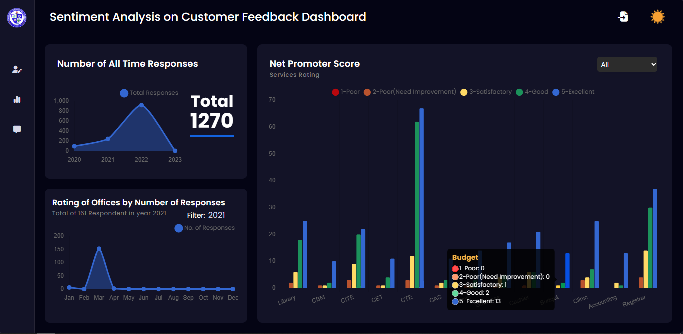 Sentiment Analysis on Customer Feedback Dashboard
Number of All Time Responses
Total Responses
Total
1270
1,000
800
600
400
200
0
2020 2021 2022 2023
Rating of Offices by Number of Responses
Total of 161 Respondent in year 2021
Filter: 2021
No. of Responses
200
150
100
50
0
Jan Feb Mar Apr May Jun Jul Aug Sep Oct Nov Dec
Net Promoter Score
Services Rating
All
1-Poor 2-Poor(Need Improvement) 3-Satisfactory 4-Good 5-Excellent
70
60
50
40
30
20
10
0
Budget
1-Poor: 0
2-Poor(Need Improvement): 0
3-Satisfactory: 1
4-Good: 2
5-Excellent: 13
Library CBM CITE CET CTE CAS Clinic Accounting Registrar